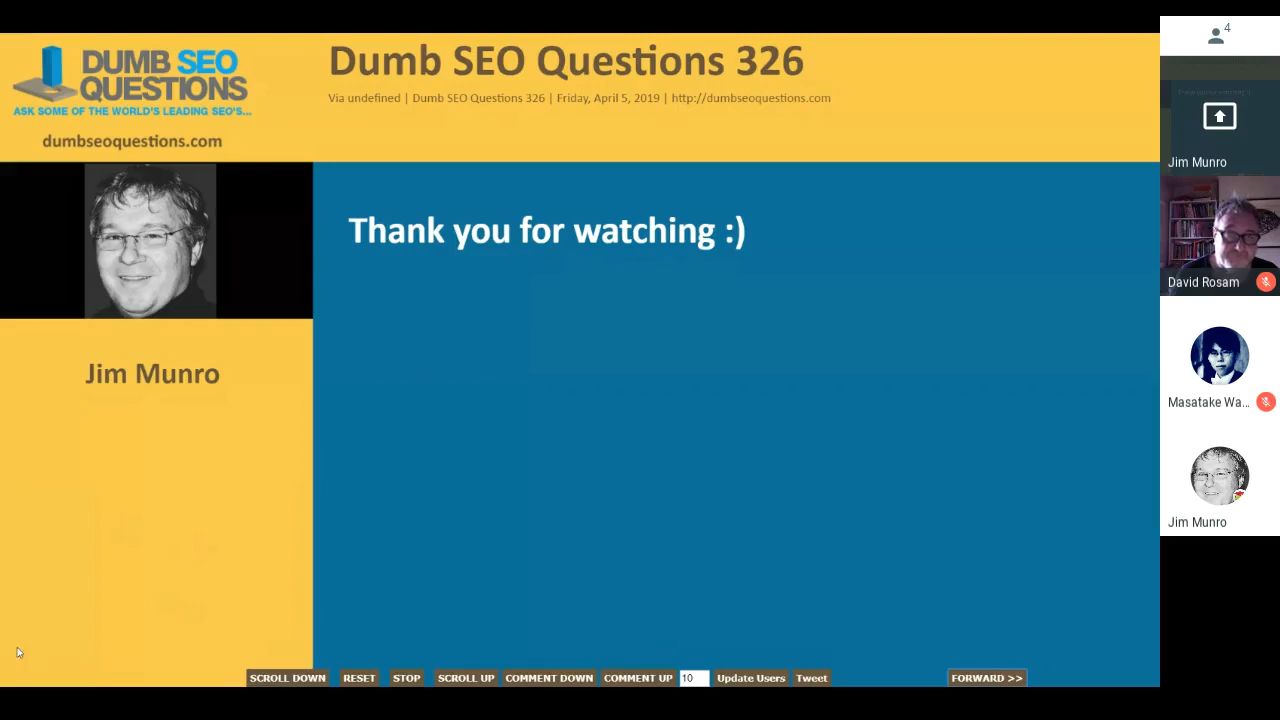 DUMB SEO
QUESTIONS
ASK SOME OF THE WORLD'S LEADING SEO'S...
dumbseoquestions.com
Dumb SEO Questions 326
Via undefined | Dumb SEO Questions 326 | Friday, April 5, 2019 | http://dumbseoquestions.com
Jim Munro
Thank you for watching :)
SCROLL DOWN RESET STOP SCROLL UP COMMENT DOWN COMMENT UP 10 Update Users Tweet FORWARD >>
4
Jim Munro
David Rosam
Masatake Wa...
Jim Munro